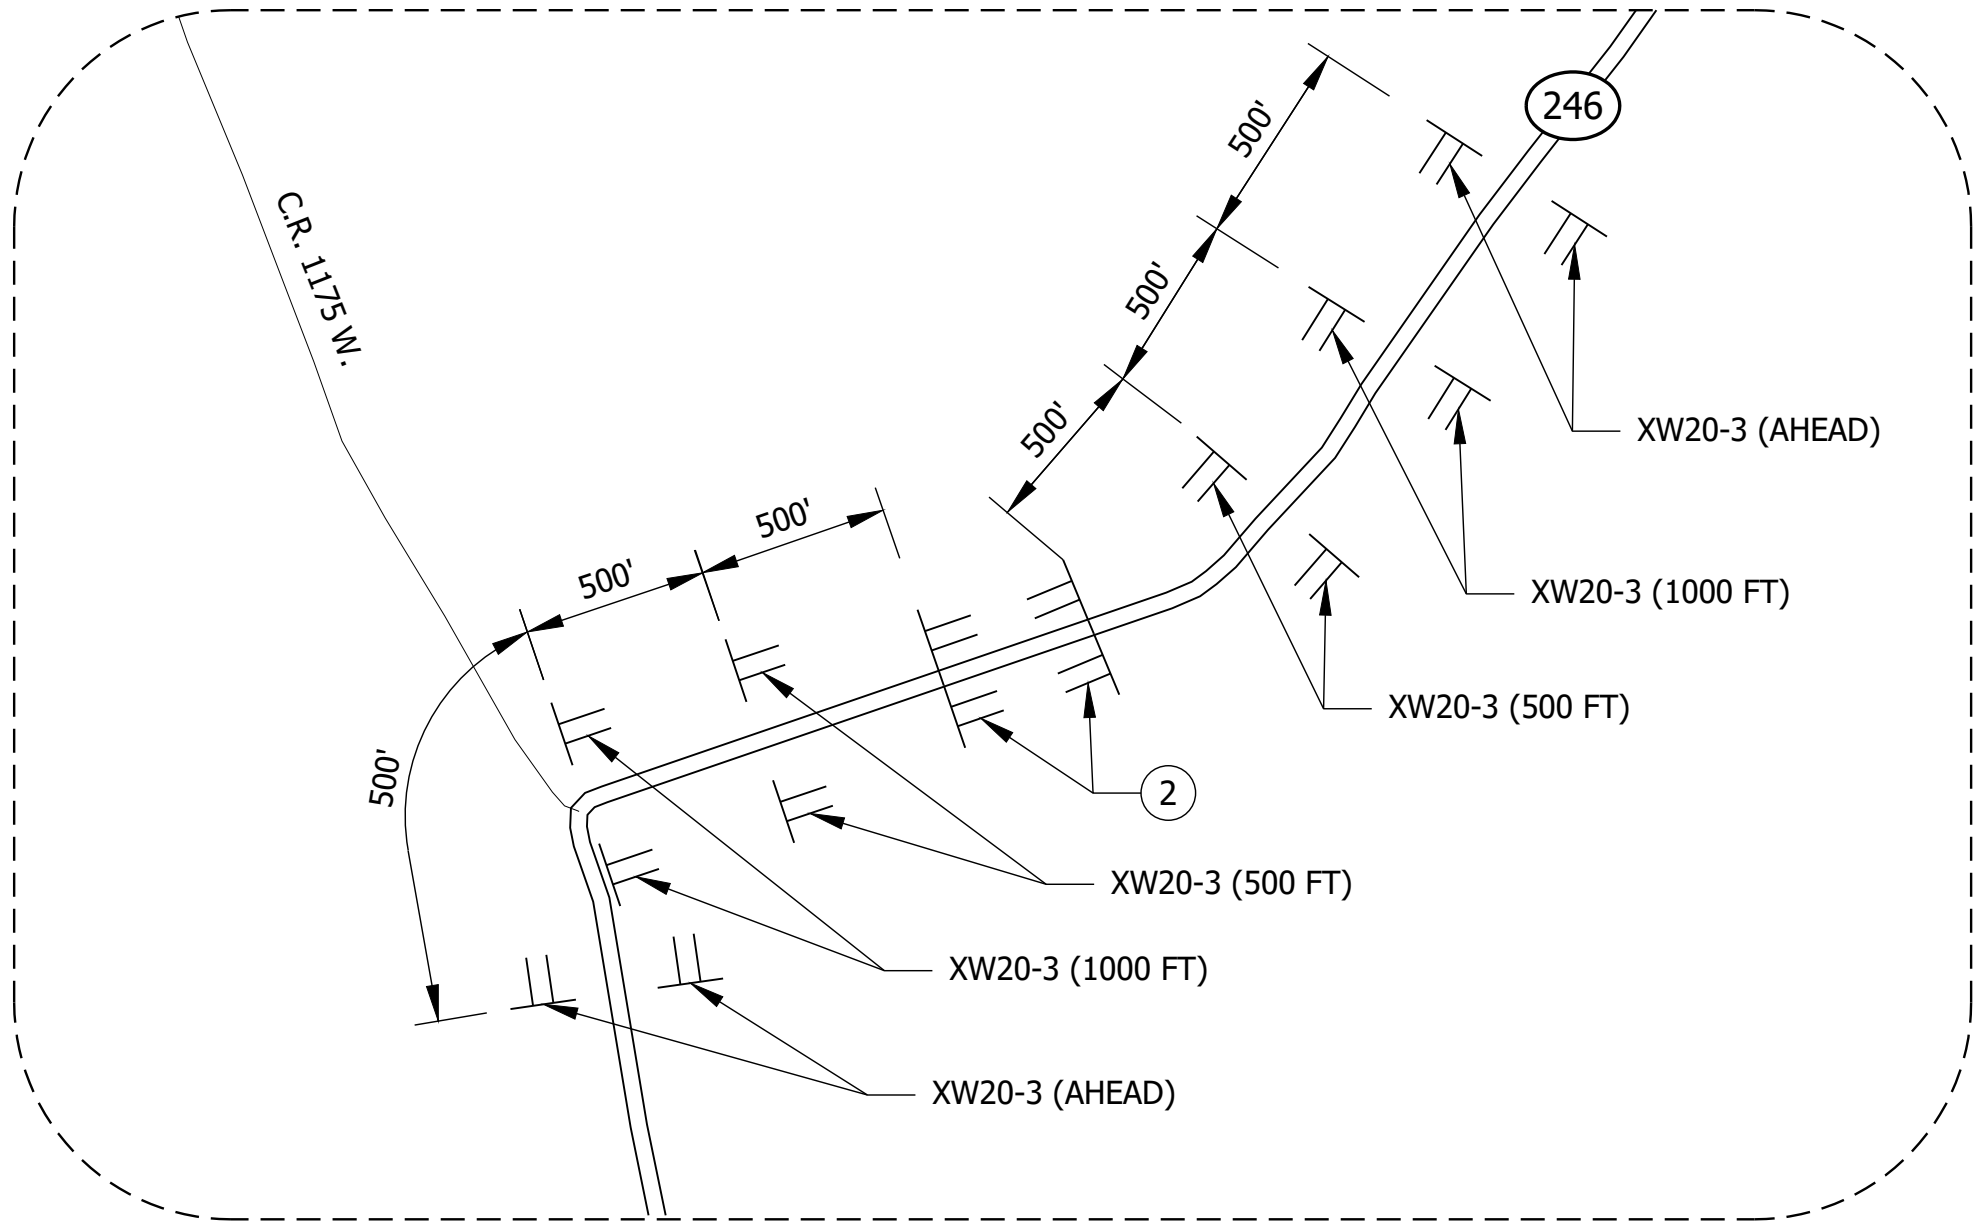 246
500'
C.R. 1175 W.
500'
500'
XW20-3 (AHEAD)
500'
500'
XW20-3 (1000 FT)
XW20-3 (500 FT)
500'
2
XW20-3 (500 FT)
XW20-3 (1000 FT)
XW20-3 (AHEAD)